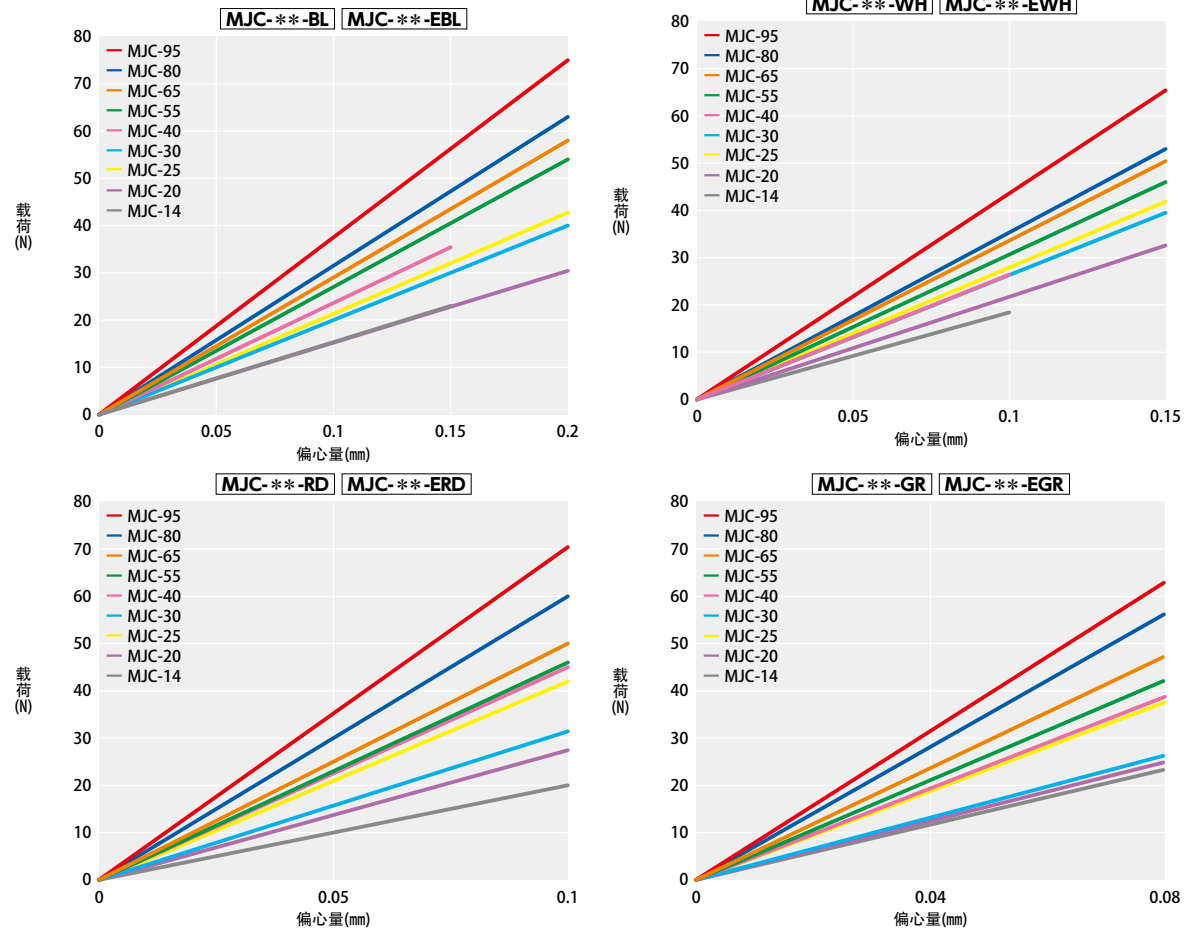 MJC-**-BL MJC-**-EBL
80
70
60
50
40
30
20
10
0
MJC-95
MJC-80
MJC-65
MJC-55
MJC-40
MJC-30
MJC-25
MJC-20
MJC-14
载荷(N)
0 0.05 0.1 0.15 0.2
偏心量(㎜)
MJC-**-WH MJC-**-EWH
80
70
60
50
40
30
20
10
0
MJC-95
MJC-80
MJC-65
MJC-55
MJC-40
MJC-30
MJC-25
MJC-20
MJC-14
载荷(N)
0 0.05 0.1 0.15
偏心量(㎜)
MJC-**-RD MJC-**-ERD
80
70
60
50
40
30
20
10
0
MJC-95
MJC-80
MJC-65
MJC-55
MJC-40
MJC-30
MJC-25
MJC-20
MJC-14
载荷(N)
0 0.05 0.1
偏心量(㎜)
MJC-**-GR MJC-**-EGR
80
70
60
50
40
30
20
10
0
MJC-95
MJC-80
MJC-65
MJC-55
MJC-40
MJC-30
MJC-25
MJC-20
MJC-14
载荷(N)
0 0.04 0.08
偏心量(㎜)